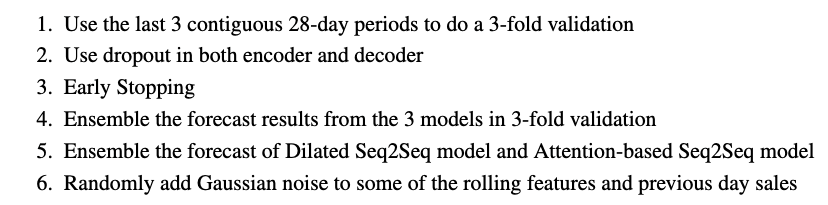 1. Use the last 3 contiguous 28-day periods to do a 3-fold validation
2. Use dropout in both encoder and decoder
3. Early Stopping
4. Ensemble the forecast results from the 3 models in 3-fold validation
5. Ensemble the forecast of Dilated Seq2Seq model and Attention-based Seq2Seq model
6. Randomly add Gaussian noise to some of the rolling features and previous day sales